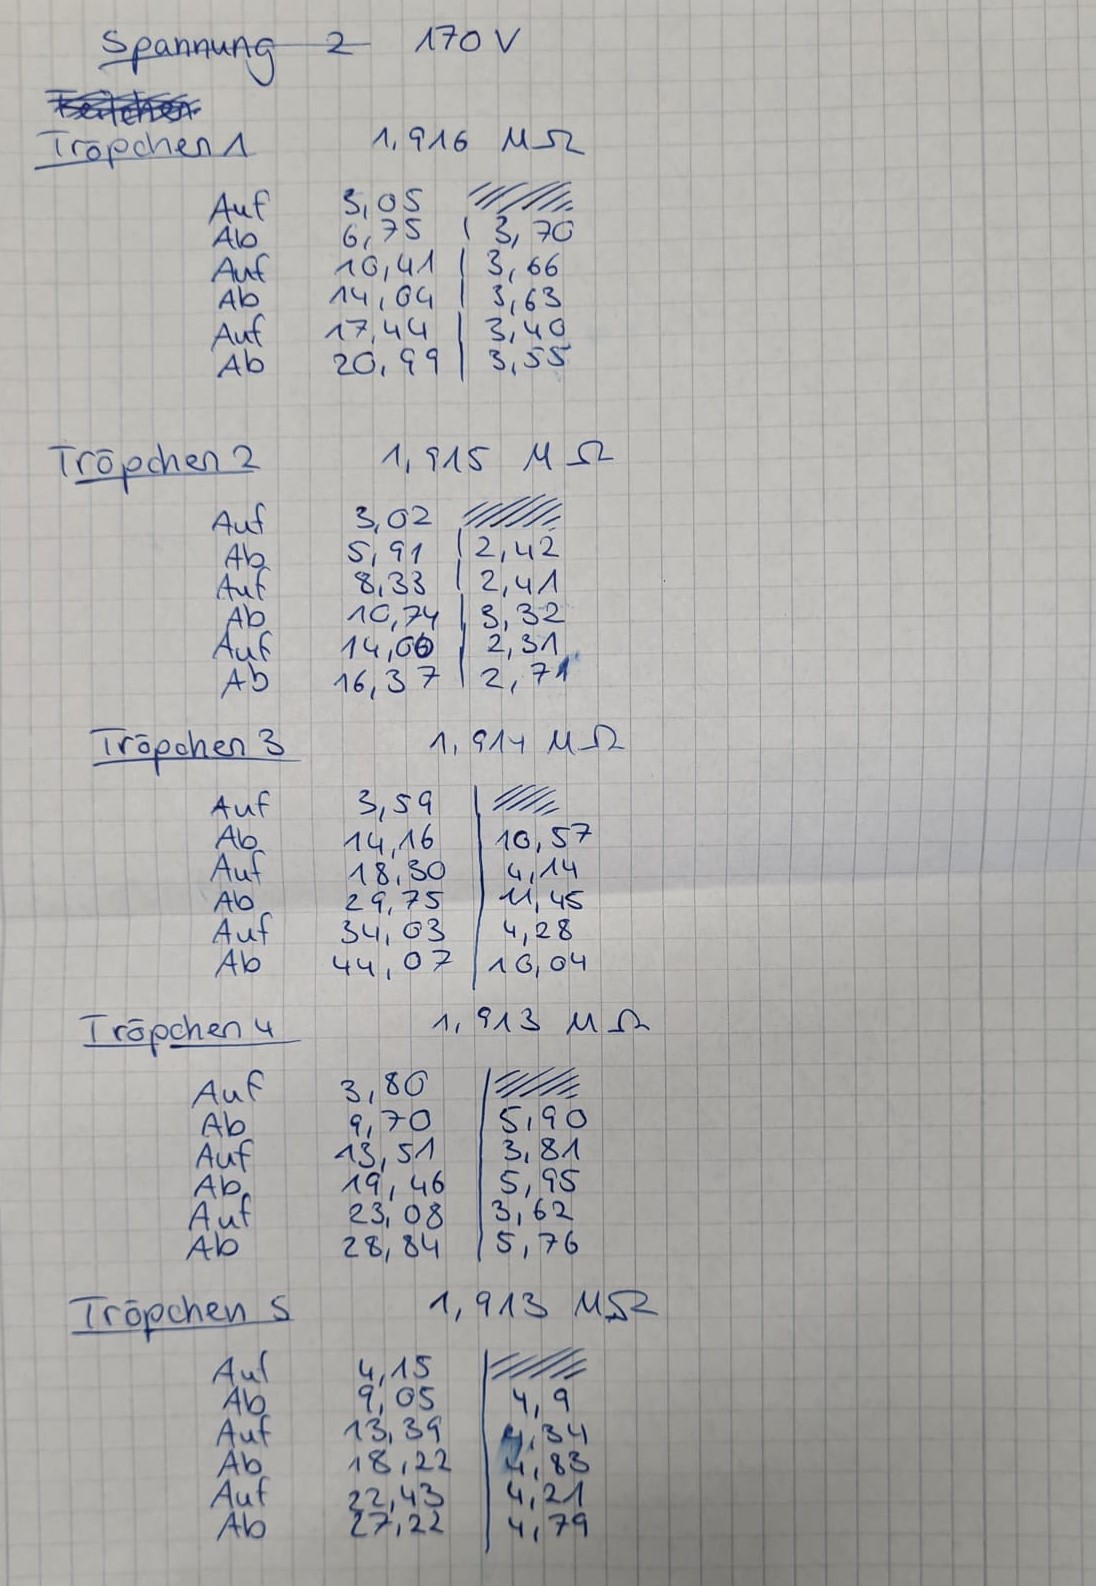 Spannung 2 170 V
Tröpchen 1 1,916 MΩ
Auf 3,05
Ab 6,75 | 3,70
Auf 10,41 | 3,66
Ab 14,04 | 3,63
Auf 17,44 | 3,40
Ab 20,99 | 3,55
Tröpchen 2 1,915 MΩ
Auf 3,02
Ab 5,91 | 2,42
Auf 8,33 | 2,41
Ab 10,74 | 3,32
Auf 14,06 | 2,31
Ab 16,37 | 2,71
Tröpchen 3 1,914 MΩ
Auf 3,59 |
Ab 14,16 | 10,57
Auf 18,30 | 4,14
Ab 29,75 | 11,45
Auf 34,03 | 4,28
Ab 44,07 | 10,04
Tröpchen 4 1,913 MΩ
Auf 3,80 |
Ab 9,70 | 5,90
Auf 13,51 | 3,81
Ab 19,46 | 5,95
Auf 23,08 | 3,62
Ab 28,84 | 5,76
Tröpchen 5 1,913 MΩ
Auf 4,15 |
Ab 9,05 | 4,9
Auf 13,39 | 4,34
Ab 18,22 | 4,83
Auf 22,43 | 4,21
Ab 27,22 | 4,79